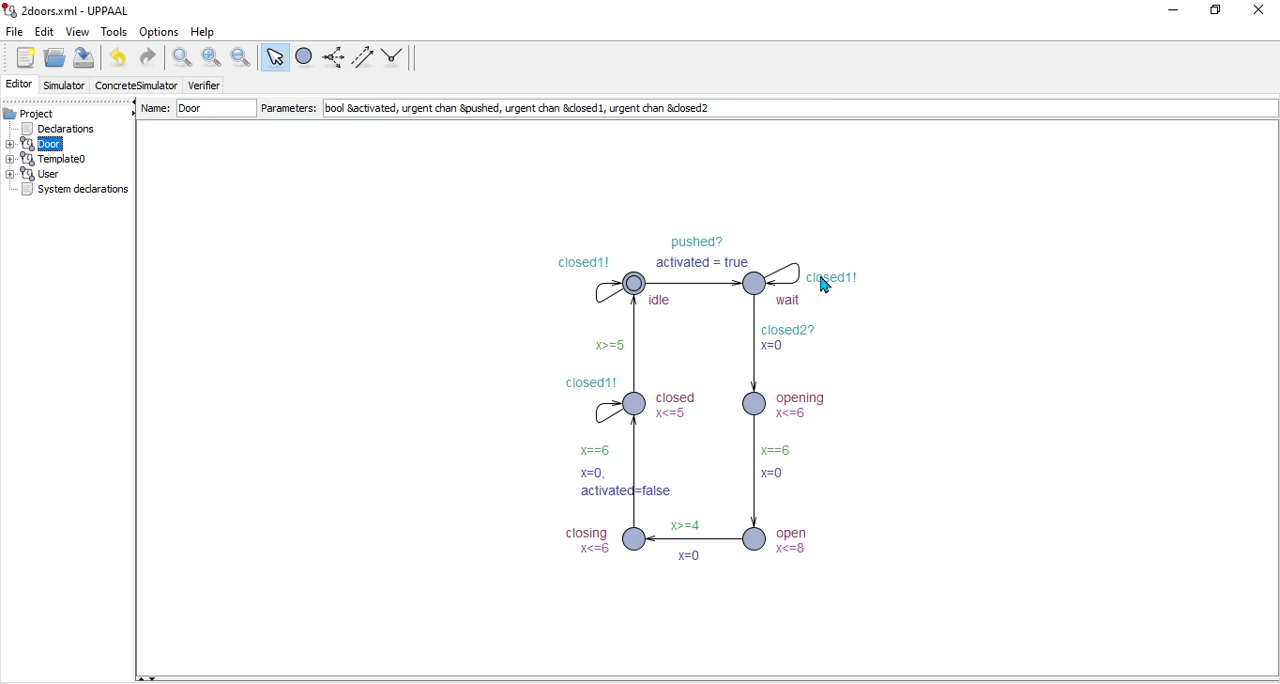 2doors.xml - UPPAAL
File Edit View Tools Options Help
Editor Simulator ConcreteSimulator Verifier
Name: Door Parameters: bool &activated, urgent chan &pushed, urgent chan &closed1, urgent chan &closed2
Project
Declarations
Door
Template0
User
System declarations
pushed?
closed1! activated = true
closed1!
idle wait
closed2?
x>=5 x=0
closed1!
closed opening
x<=5 x<=6
x==6 x==6
x=0, x=0
activated=false
x>=4
closing open
x<=6 x<=8
x=0